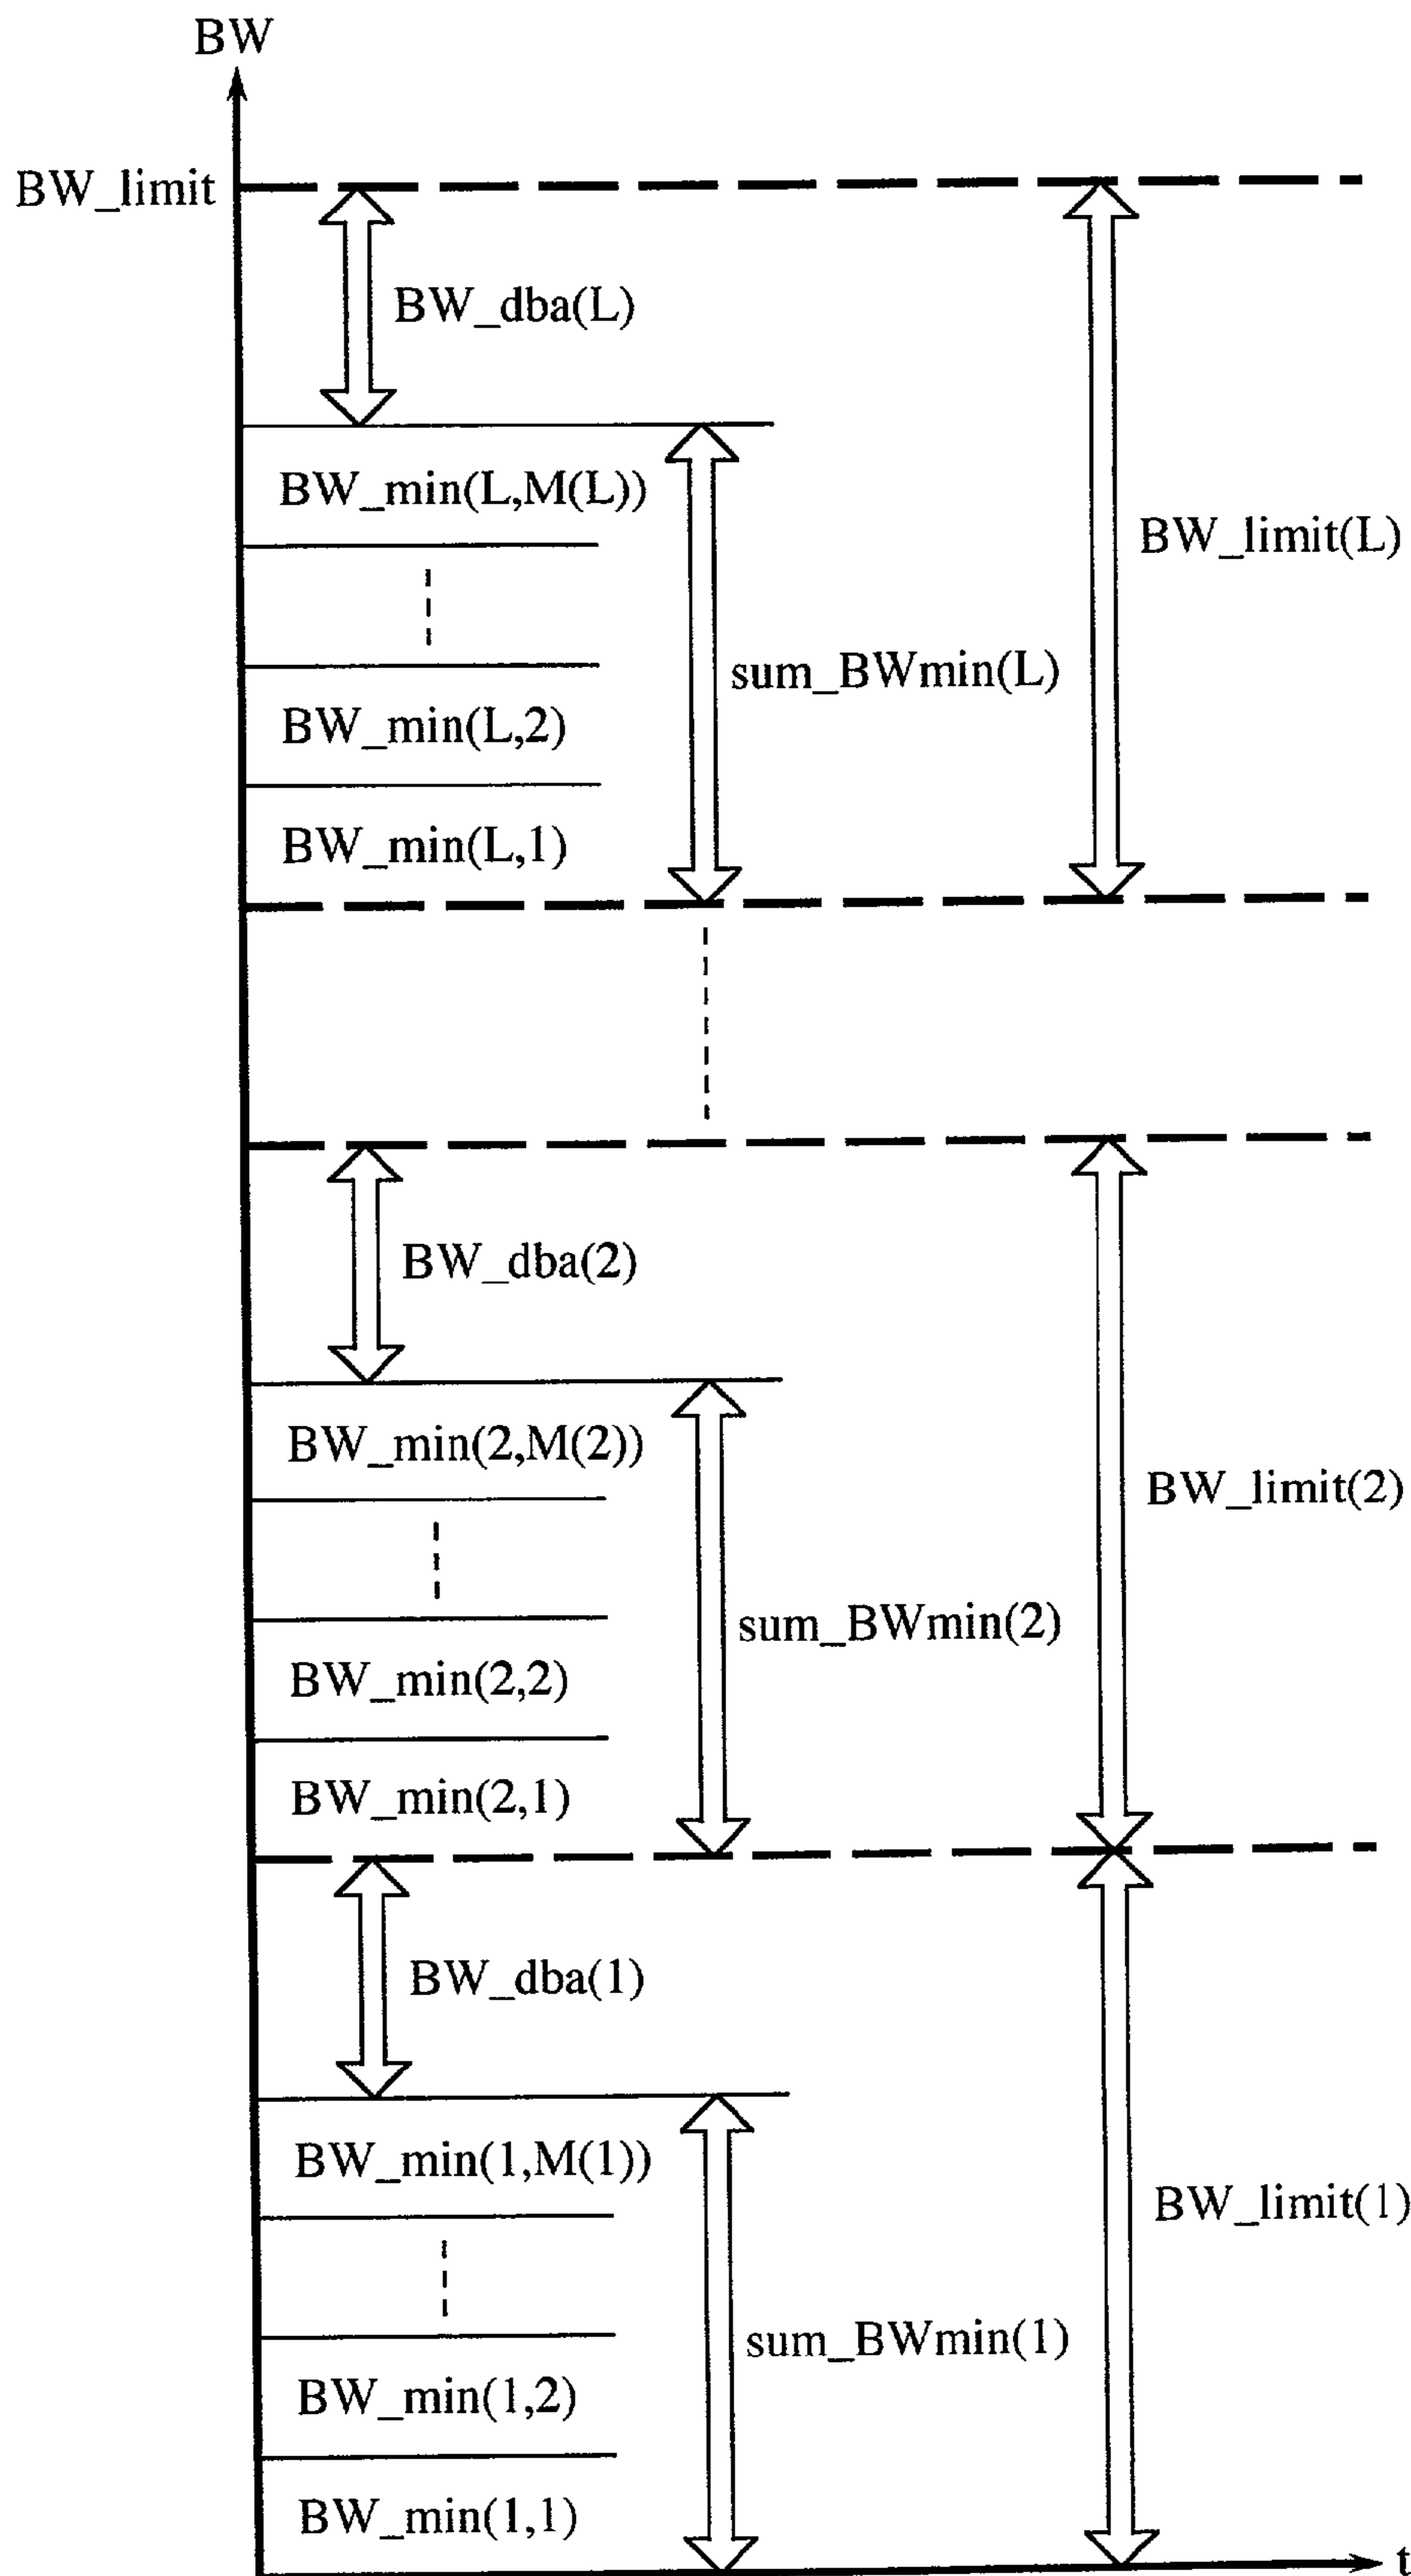 BW
BW_limit
BW_dba(L)
BW_min(L,M(L))
BW_limit(L)
sum_BWmin(L)
BW_min(L,2)
BW_min(L,1)
BW_dba(2)
BW_min(2,M(2))
BW_limit(2)
sum_BWmin(2)
BW_min(2,2)
BW_min(2,1)
BW_dba(1)
BW_min(1,M(1))
BW_limit(1)
sum_BWmin(1)
BW_min(1,2)
BW_min(1,1)
t